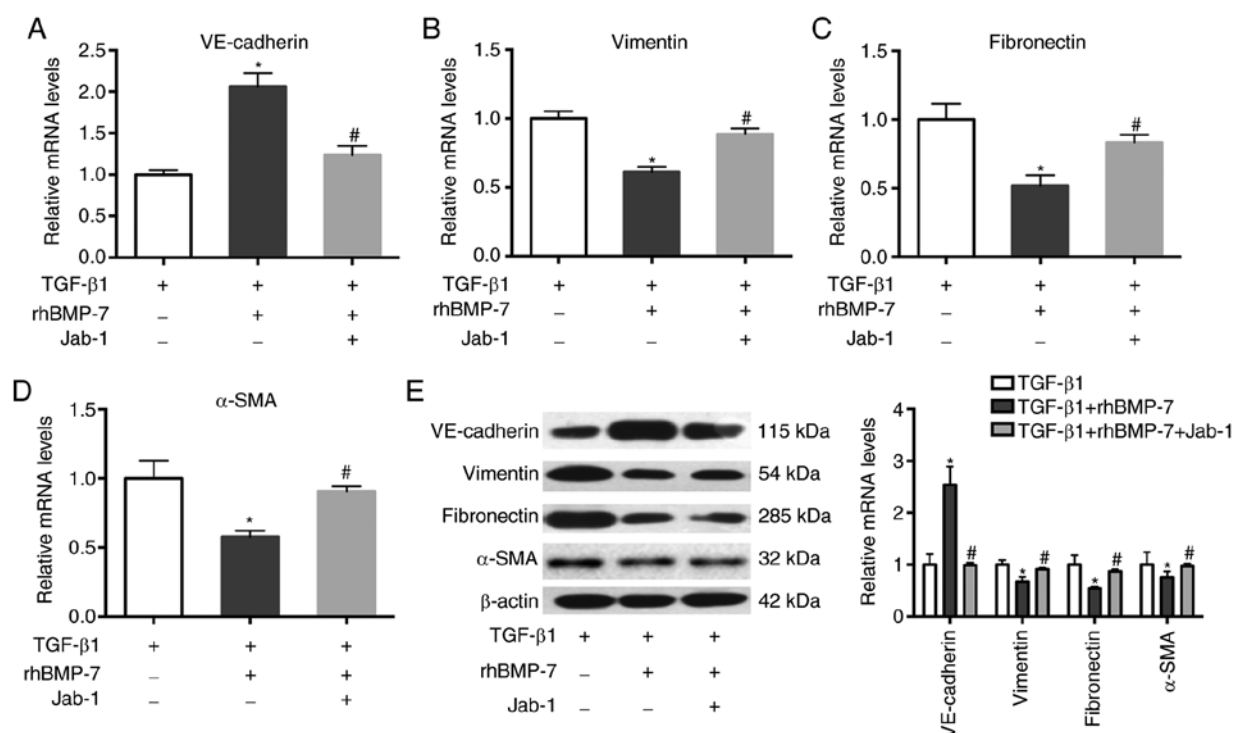 A
VE-cadherin
Relative mRNA levels
2.5
2.0
1.5
1.0
0.5
0.0
*
#
TGF-β1 + + +
rhBMP-7 – + +
Jab-1 – – +
B
Vimentin
Relative mRNA levels
1.5
1.0
0.5
0.0
*
#
TGF-β1 + + +
rhBMP-7 – + +
Jab-1 – – +
C
Fibronectin
Relative mRNA levels
1.5
1.0
0.5
0.0
*
#
TGF-β1 + + +
rhBMP-7 – + +
Jab-1 – – +
D
α-SMA
Relative mRNA levels
1.5
1.0
0.5
0.0
*
#
TGF-β1 + + +
rhBMP-7 – + +
Jab-1 – – +
E
VE-cadherin 115 kDa
Vimentin 54 kDa
Fibronectin 285 kDa
α-SMA 32 kDa
β-actin 42 kDa
TGF-β1 + + +
rhBMP-7 – + +
Jab-1 – – +
TGF-β1
TGF-β1+rhBMP-7
TGF-β1+rhBMP-7+Jab-1
Relative mRNA levels
4
3
2
1
0
* # * # * # * #
VE-cadherin
Vimentin
Fibronectin
α-SMA